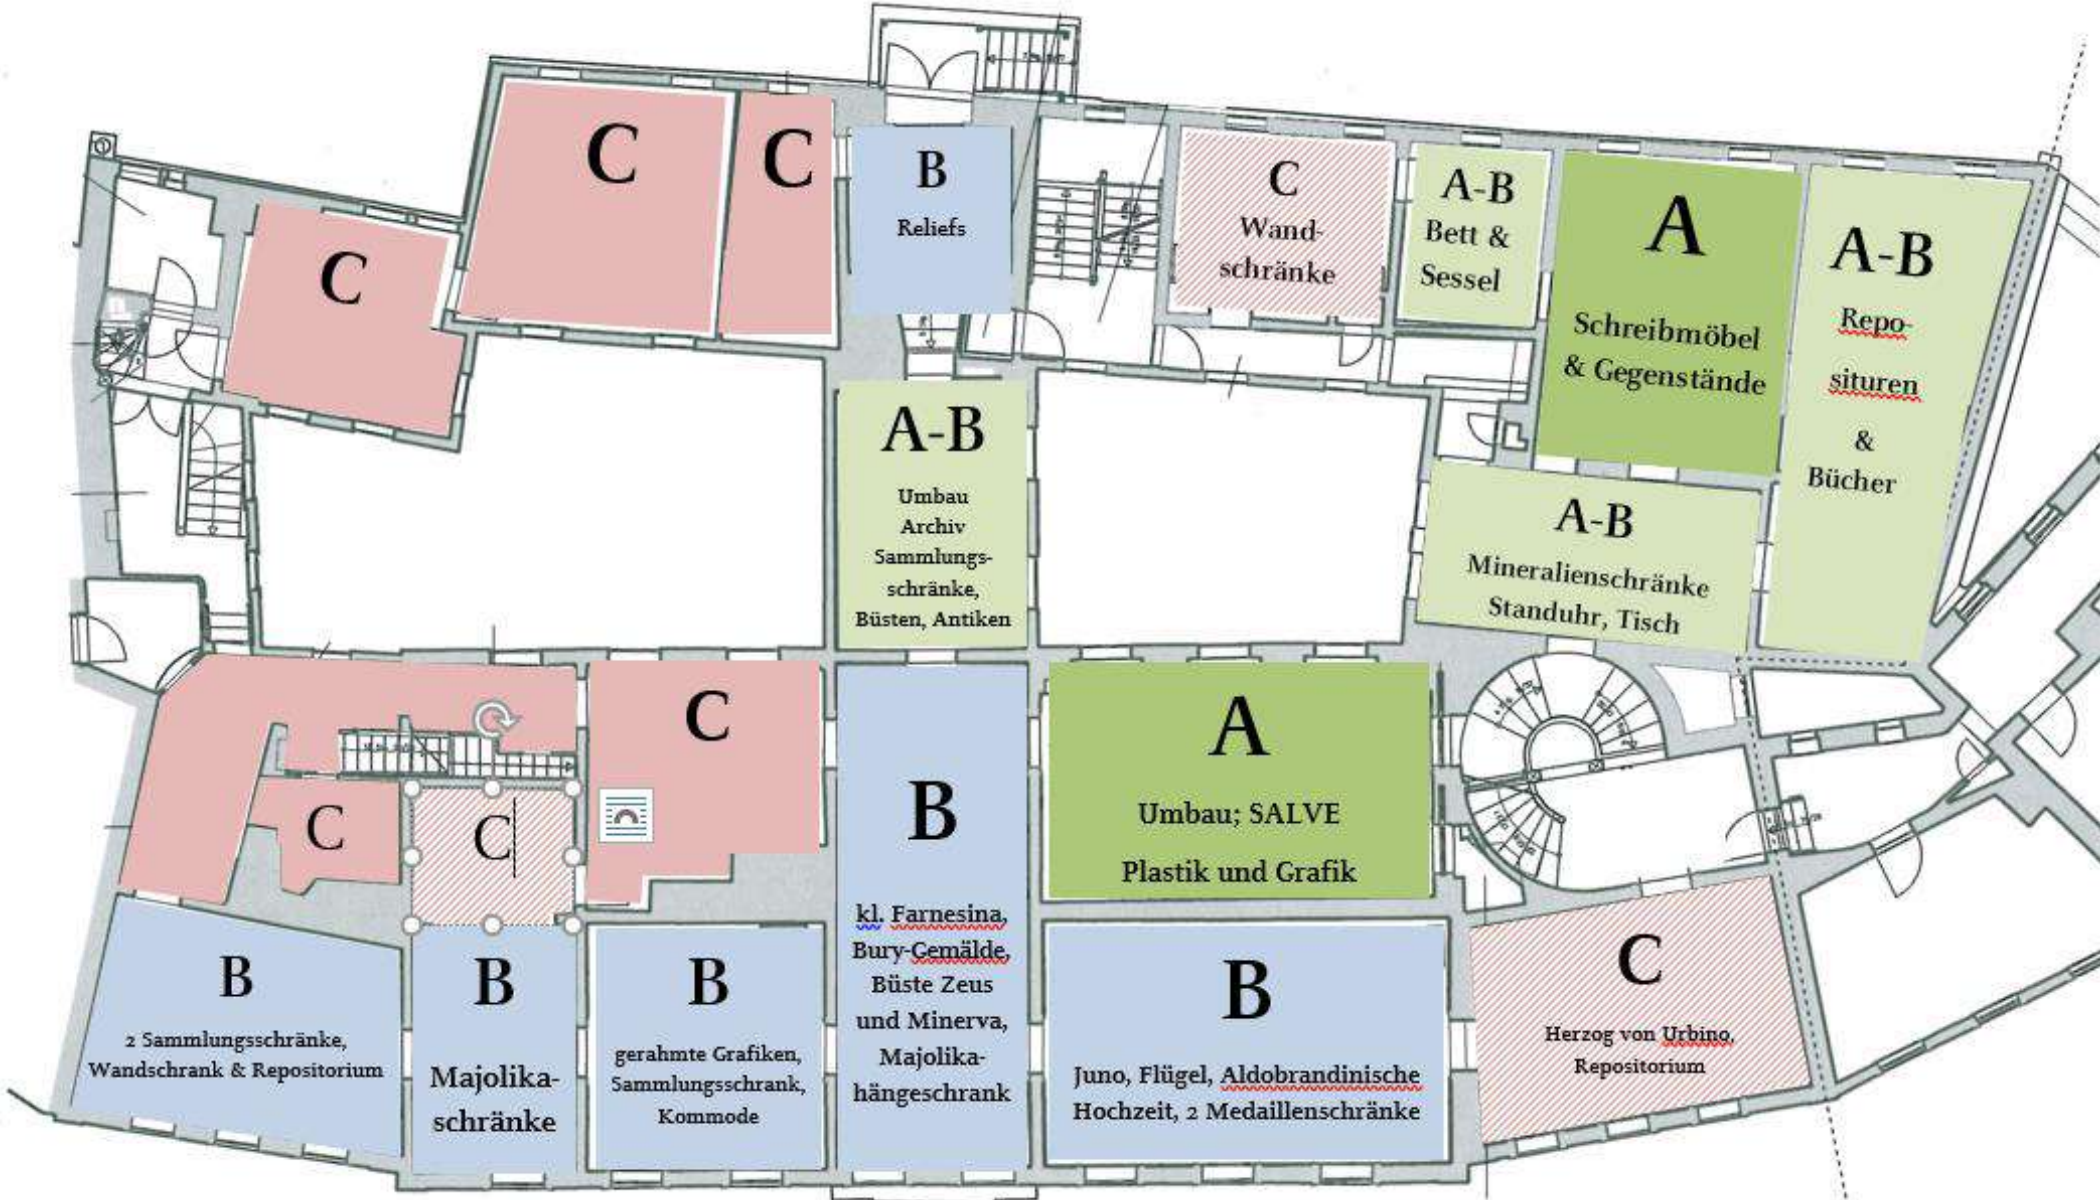 C
C
C
B
Reliefs
C
Wand-
schränke
A-B
Bett &
Sessel
A
Schreibmöbel
& Gegenstände
A-B
Repo-
situren
&
Bücher
A-B
Umbau
Archiv
Sammlungs-
schränke,
Büsten, Antiken
A-B
Mineralienschränke
Standuhr, Tisch
C
C
C
B
kl. Farnesina,
Bury-Gemälde,
Büste Zeus
und Minerva,
Majolika-
hängeschrank
A
Umbau; SALVE
Plastik und Grafik
B
2 Sammlungsschränke,
Wandschrank & Repositorium
B
Majolika-
schränke
B
gerahmte Grafiken,
Sammlungsschrank,
Kommode
B
Juno, Flügel, Aldobrandinische
Hochzeit, 2 Medaillenschränke
C
Herzog von Urbino,
Repositorium